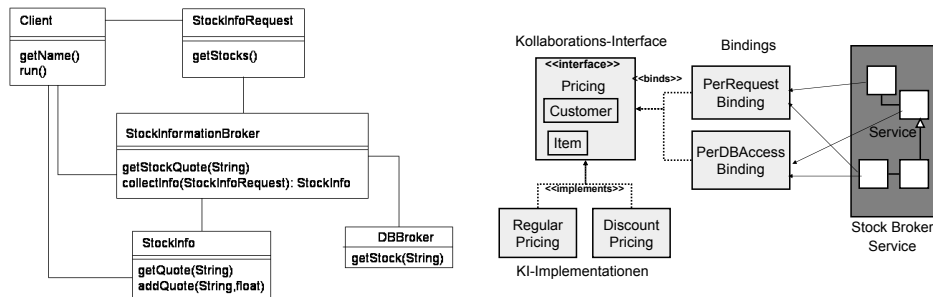 Client
getName()
run()
StockInfoRequest
getStocks()
StockInformationBroker
getStockQuote(String)
collectInfo(StockInfoRequest): StockInfo
StockInfo
getQuote(String)
addQuote(String,float)
DBBroker
getStock(String)
Kollaborations-Interface
<<interface>>
Pricing
Customer
Item
<<binds>>
Bindings
PerRequest
Binding
PerDBAccess
Binding
Service
Stock Broker
Service
<<implements>>
Regular
Pricing
Discount
Pricing
KI-Implementationen